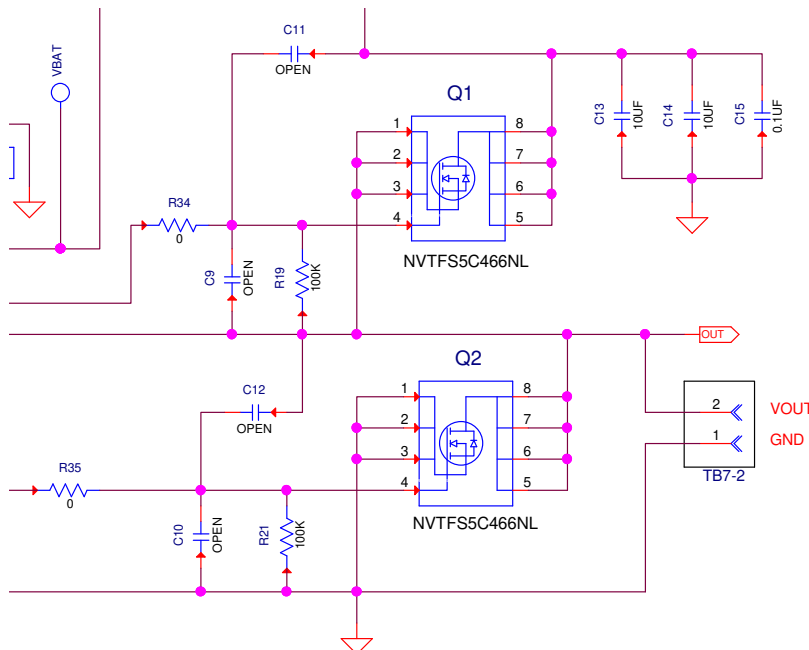 C11
OPEN
VBAT
Q1
1
2
3
4
8
7
6
5
NVTFS5C466NL
C13
10UF
C14
10UF
C15
0.1UF
R34
0
C9
OPEN
R19
100K
OUT
C12
OPEN
Q2
1
2
3
4
8
7
6
5
NVTFS5C466NL
2
VOUT
1
GND
TB7-2
R35
0
C10
OPEN
R21
100K